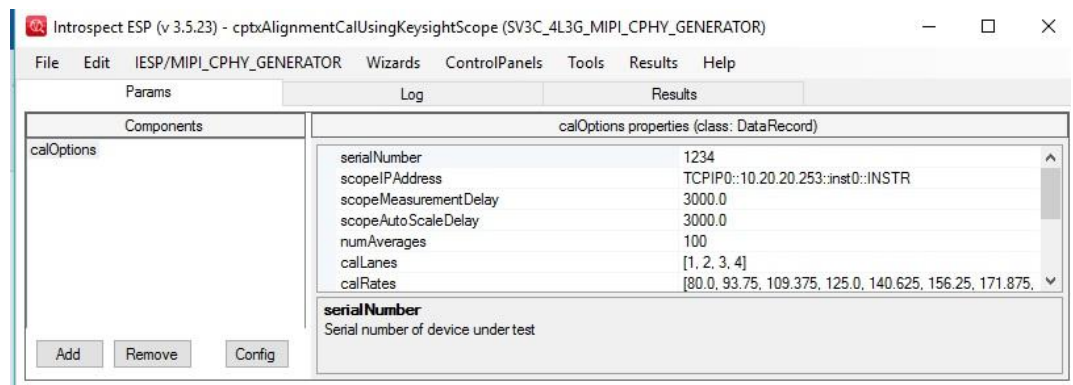 Introspect ESP (v 3.5.23) - cptxAlignmentCalUsingKeysightScope (SV3C_4L3G_MIPI_CPHY_GENERATOR)
File Edit IESP/MIPI_CPHY_GENERATOR Wizards ControlPanels Tools Results Help
Params Log Results
Components
calOptions
Add Remove Config
calOptions properties (class: DataRecord)
serialNumber 1234
scopeIPAddress TCPIP0::10.20.20.253::inst0::INSTR
scopeMeasurementDelay 3000.0
scopeAutoScaleDelay 3000.0
numAverages 100
calLanes [1, 2, 3, 4]
calRates [80.0, 93.75, 109.375, 125.0, 140.625, 156.25, 171.875,
serialNumber
Serial number of device under test